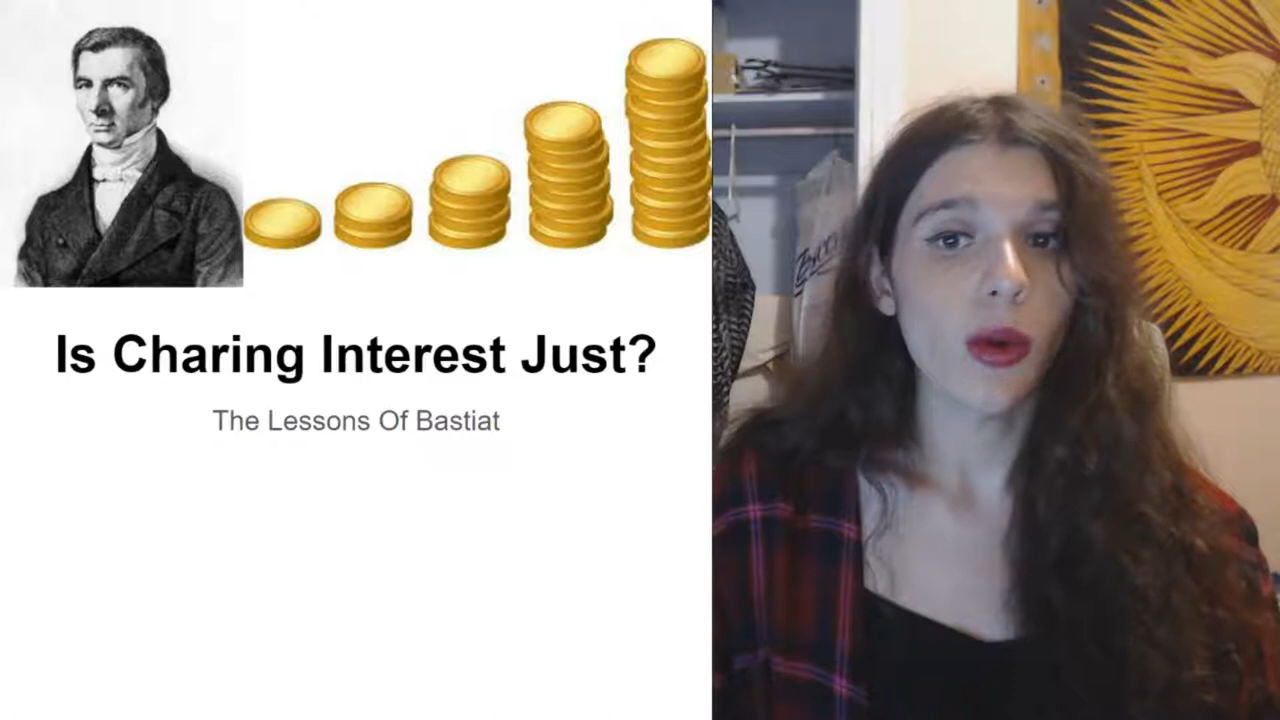 Is Charing Interest Just?
The Lessons Of Bastiat